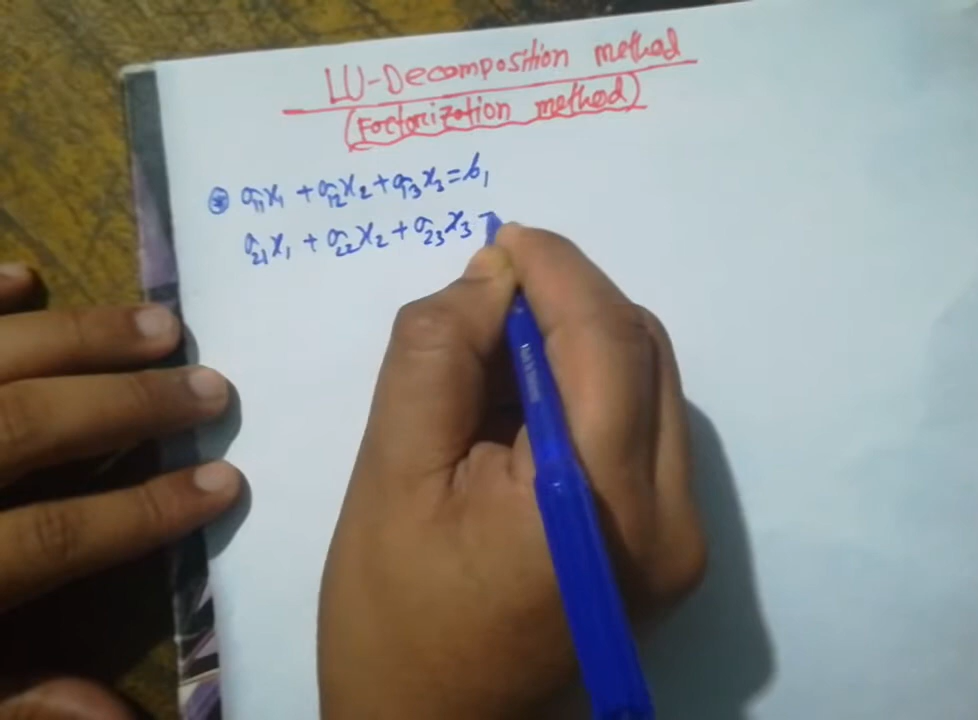 LU-Decomposition method
(Factorization method)
⊛ a₁₁x₁ + a₁₂x₂ + a₁₃x₃ = b₁
a₂₁x₁ + a₂₂x₂ + a₂₃x₃ =